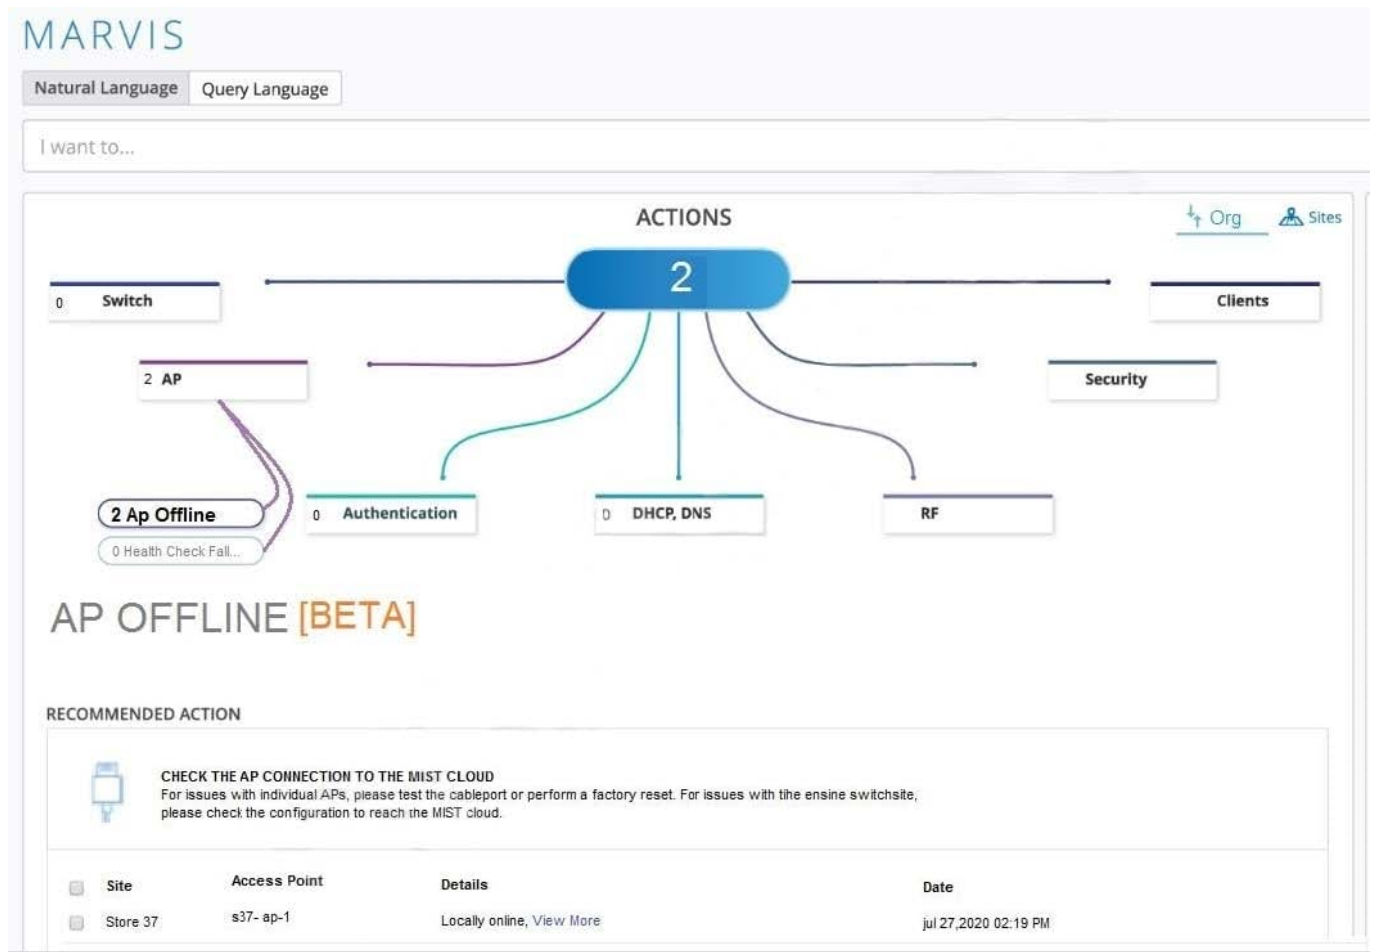 MARVIS
Natural Language Query Language
I want to...
ACTIONS
Org Sites
2
0 Switch
Clients
2 AP
Security
2 Ap Offline
0 Authentication
0 DHCP, DNS
RF
0 Health Check Fail...
AP OFFLINE [BETA]
RECOMMENDED ACTION
CHECK THE AP CONNECTION TO THE MIST CLOUD
For issues with individual APs, please test the cableport or perform a factory reset. For issues with tihe ensine switchsite,
please check the configuration to reach the MIST cloud.
Site Access Point Details Date
Store 37 s37- ap-1 Locally online, View More jul 27,2020 02:19 PM